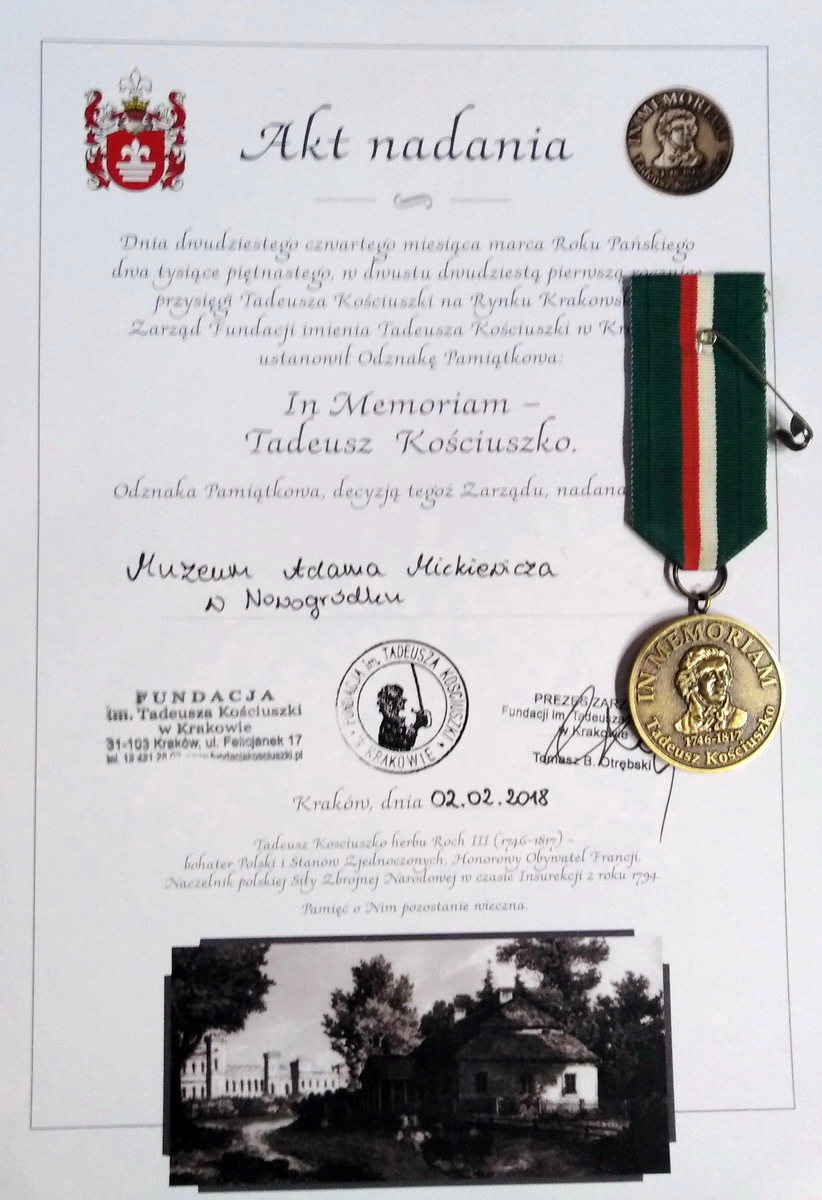 Akt nadania
IN MEMORIAM
Dnia dwudziestego czwartego miesiąca marca Roku Pańskiego
dwa tysiące piętnastego, w dwustu dwudziestą pierwszą rocznicę
przysięgi Tadeusza Kościuszki na Rynku Krakowsk
Zarząd Fundacji imienia Tadeusza Kościuszki w Kr
ustanowił Odznakę Pamiątkową:
In Memoriam –
Tadeusz Kościuszko.
Odznaka Pamiątkowa, decyzją tegoż Zarządu, nadana
Muzeum Adama Mickiewicza
w Nowogródku
FUNDACJA
im. Tadeusza Kościuszki
w Krakowie
31-103 Kraków, ul. Felicjanek 17
FUNDACJA im. TADEUSZA KOŚCIUSZKI
W KRAKOWIE
PREZES ZARZ
Fundacji im. Tadeusza
w Krakowie
Tomasz B. Otrębski
IN MEMORIAM
1746-1817
Tadeusz Kościuszko
Kraków, dnia 02.02.2018
Tadeusz Kosciuszko herbu Roch III (1746-1817) –
bohater Polski i Stanów Zjednoczonych, Honorowy Obywatel Francji,
Naczelnik polskiej Siły Zbrojnej Narodowej w czasie Insurekcji z roku 1794.
Pamięć o Nim pozostanie wieczna.